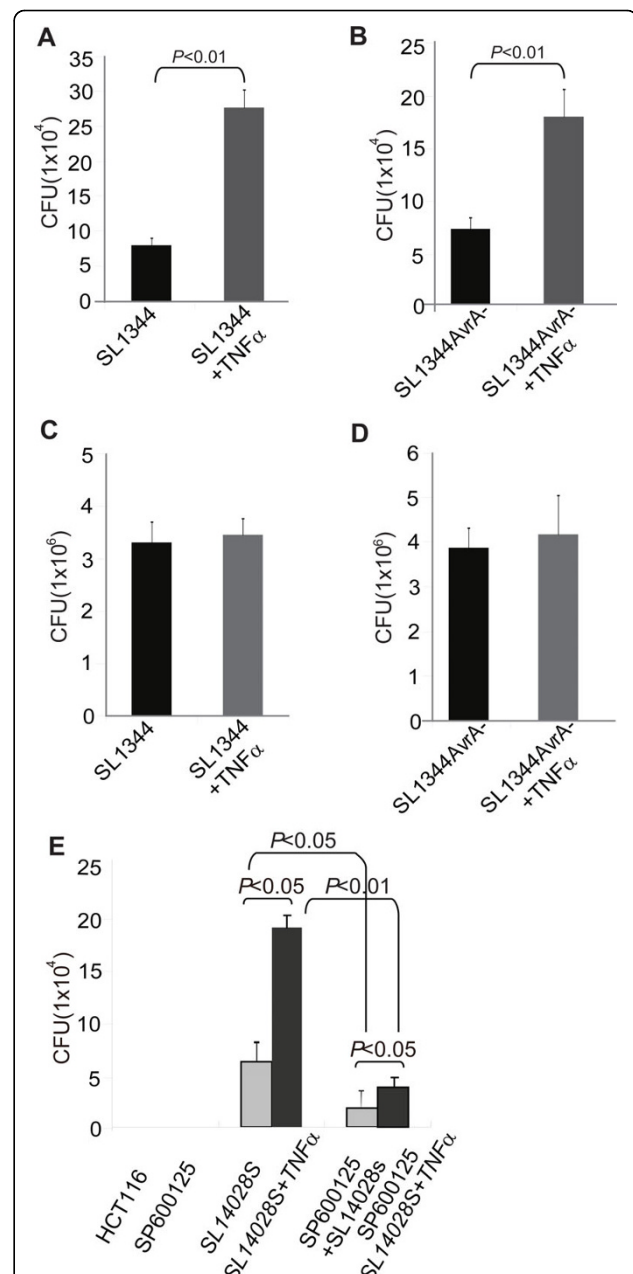 A
P<0.01
CFU(1x10⁴)
35
30
25
20
15
10
5
0
SL1344
SL1344
+TNFα
B
P<0.01
CFU(1x10⁴)
25
20
15
10
5
0
SL1344AvrA-
SL1344AvrA-
+TNFα
C
CFU(1x10⁶)
5
4
3
2
1
0
SL1344
SL1344
+TNFα
D
CFU(1x10⁶)
6
5
4
3
2
1
0
SL1344AvrA-
SL1344AvrA-
+TNFα
E
P<0.05
P<0.05
P<0.01
P<0.05
CFU(1x10⁴)
25
20
15
10
5
0
HCT116
SP600125
SL14028S
SL14028S+TNFα
SP600125
+SL14028s
SP600125
SL14028S+TNFα